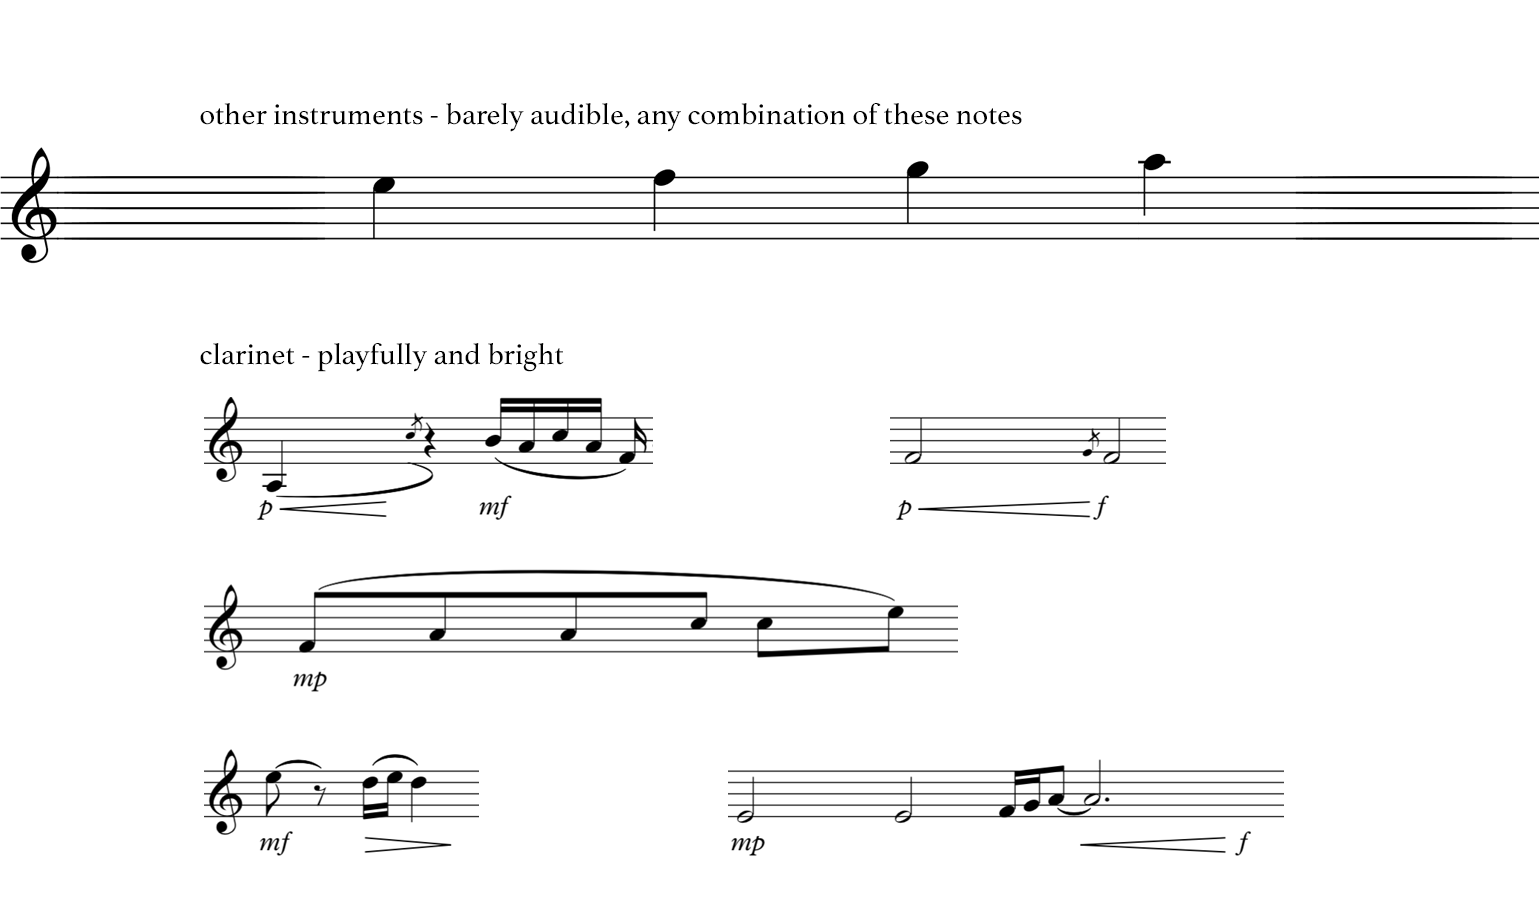 other instruments - barely audible, any combination of these notes
clarinet - playfully and bright
p mf p f
mp
mf mp f